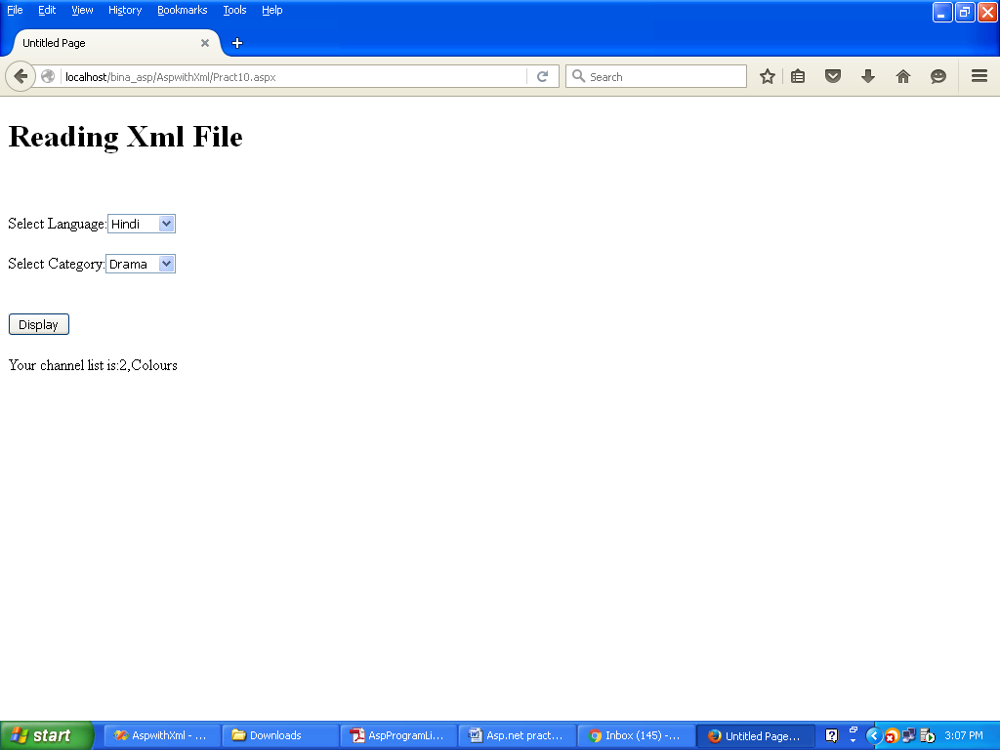 File Edit View History Bookmarks Tools Help
Untitled Page
localhost/bina_asp/AspwithXml/Pract10.aspx
Search
Reading Xml File
Select Language: Hindi
Select Category: Drama
Display
Your channel list is:2,Colours
start AspwithXml - ... Downloads AspProgramLi... Asp.net pract... Inbox (145) -... Untitled Page... 3:07 PM